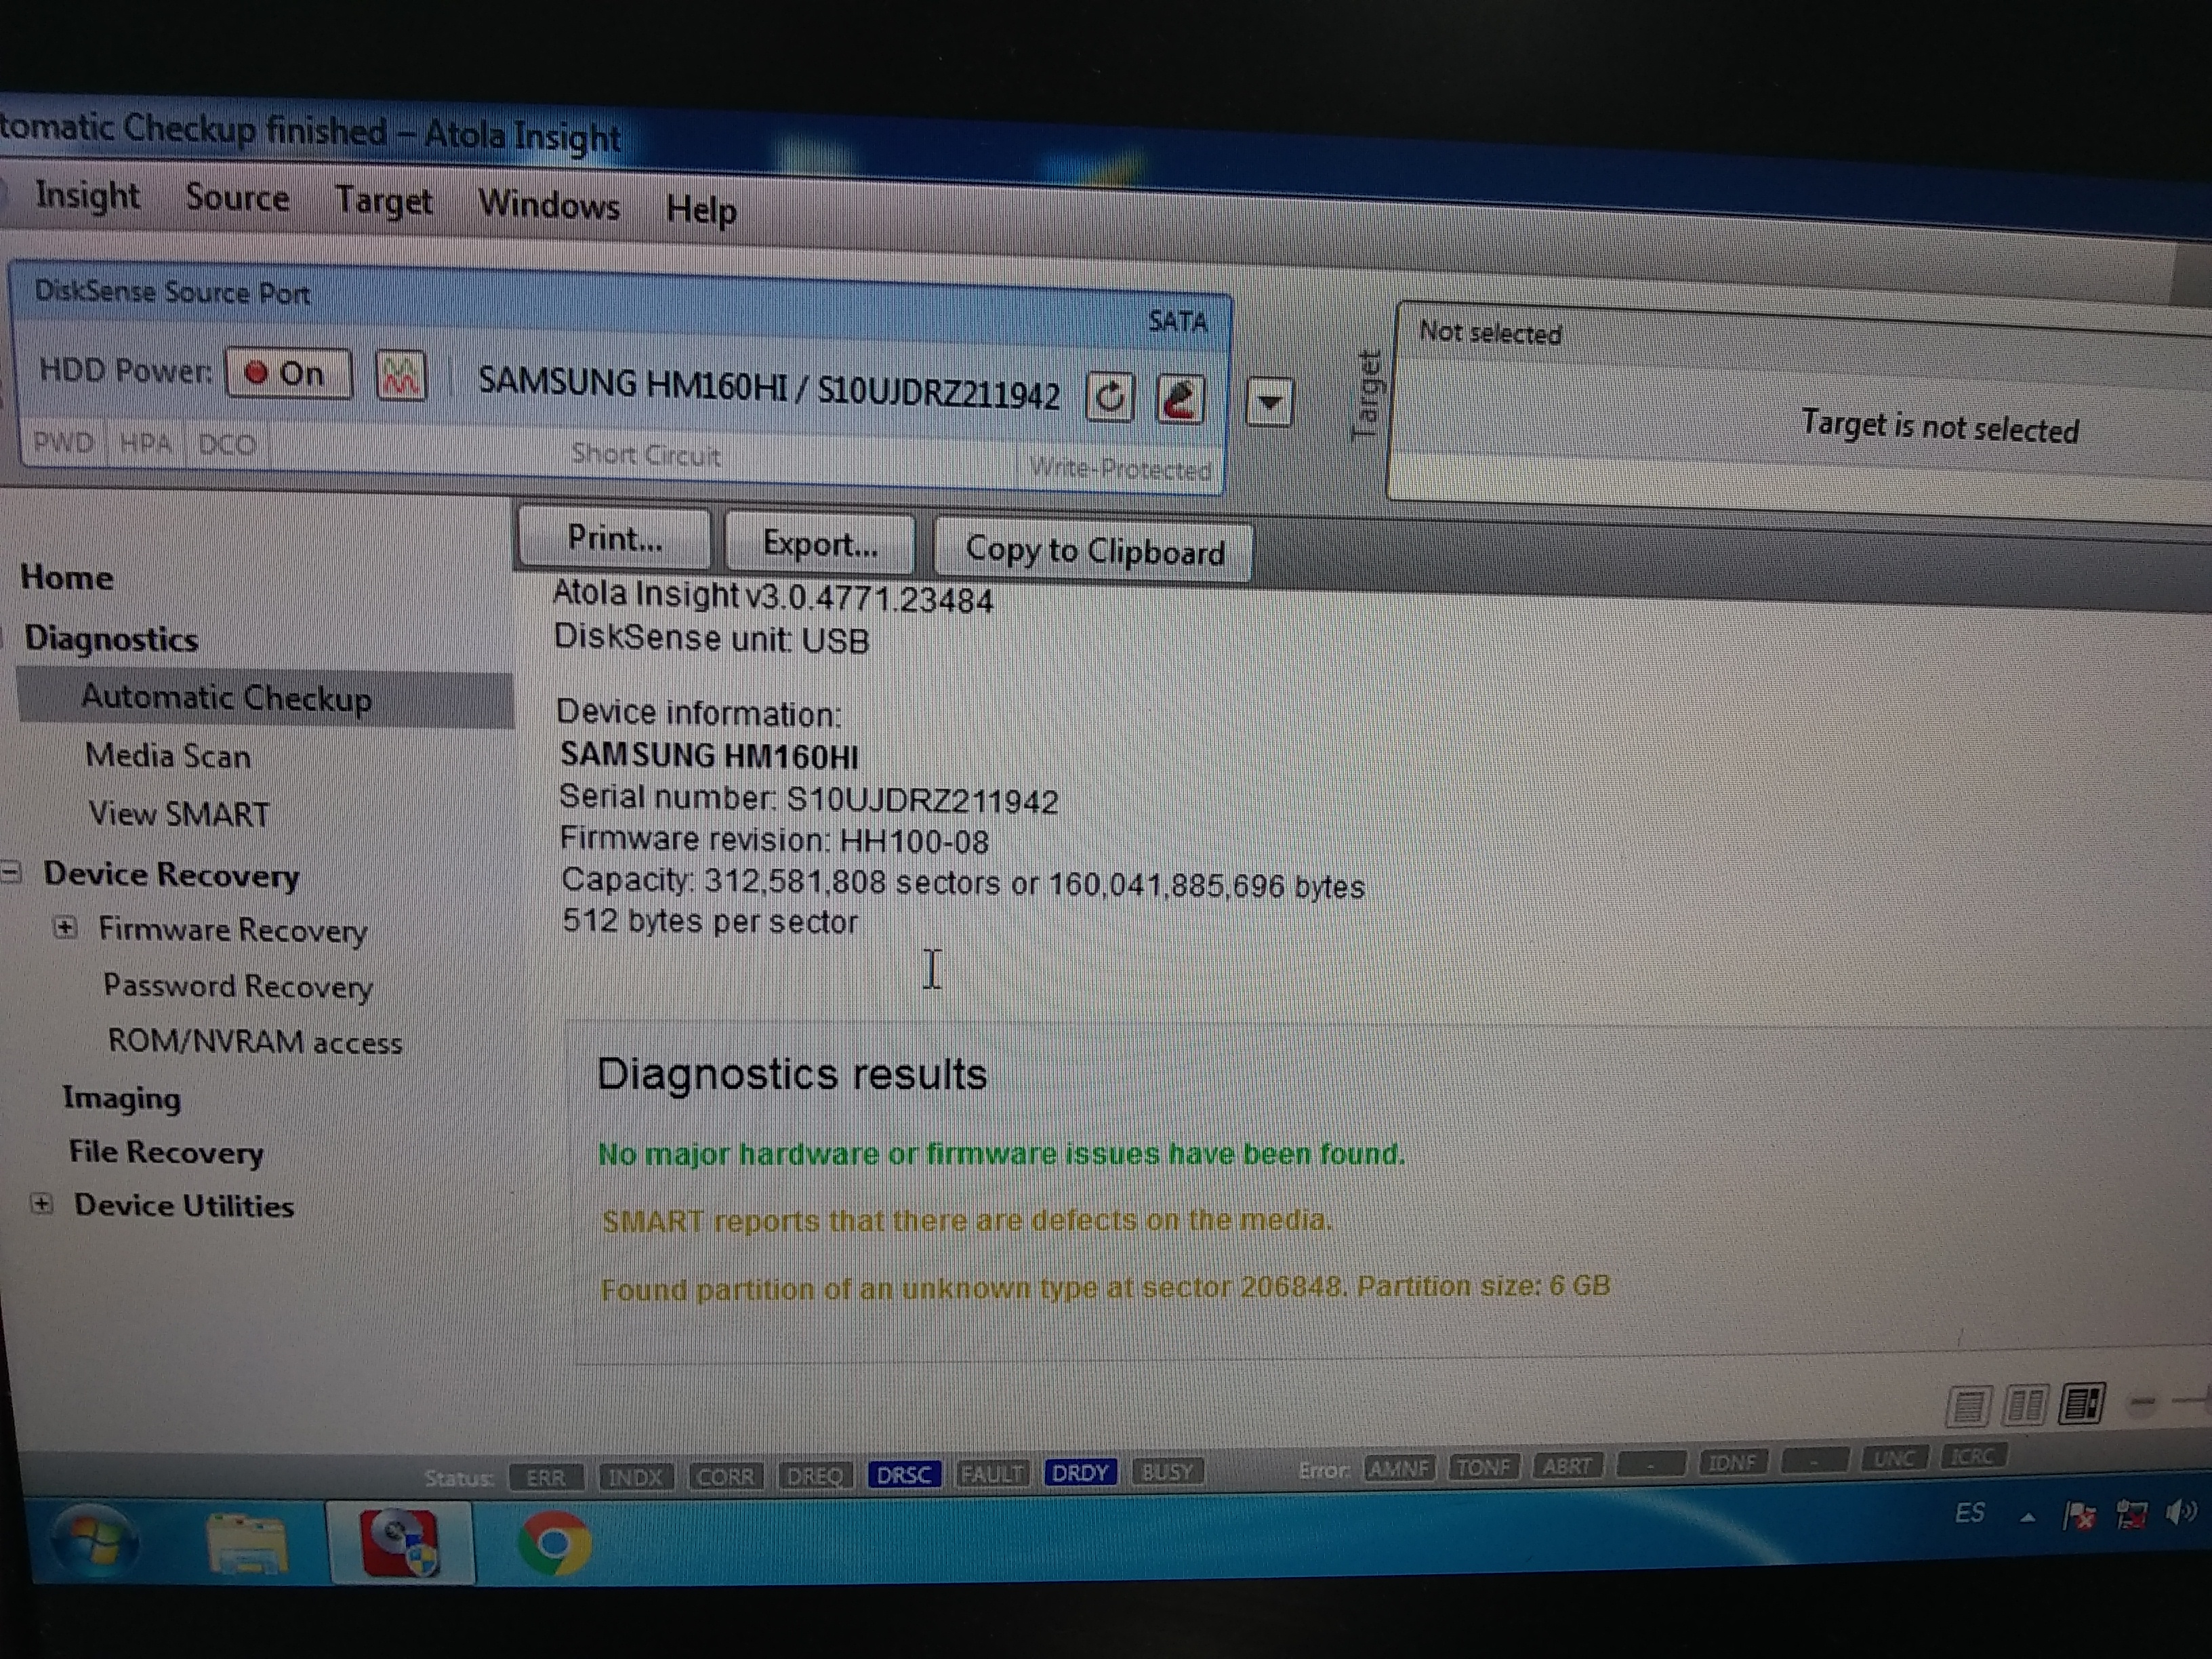 tomatic Checkup finished – Atola Insight
Insight Source Target Windows Help
DiskSense Source Port SATA
HDD Power: On SAMSUNG HM160HI / S10UJDRZ211942
PWD HPA DCO Short Circuit Write-Protected
Target
Not selected
Target is not selected
Print... Export... Copy to Clipboard
Home
Diagnostics
Automatic Checkup
Media Scan
View SMART
Device Recovery
Firmware Recovery
Password Recovery
ROM/NVRAM access
Imaging
File Recovery
Device Utilities
Atola Insight v3.0.4771.23484
DiskSense unit: USB
Device information:
SAMSUNG HM160HI
Serial number: S10UJDRZ211942
Firmware revision: HH100-08
Capacity: 312,581,808 sectors or 160,041,885,696 bytes
512 bytes per sector
Diagnostics results
No major hardware or firmware issues have been found.
SMART reports that there are defects on the media.
Found partition of an unknown type at sector 206848. Partition size: 6 GB
Status: ERR INDX CORR DREQ DRSC FAULT DRDY BUSY Error: AMNF TONF ABRT - IDNF - UNC ICRC
ES